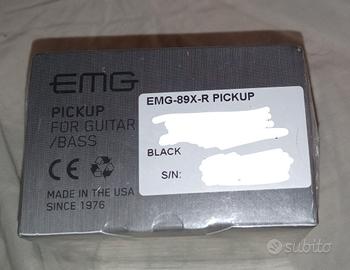 EMG
PICKUP
FOR GUITAR
/BASS
CE
MADE IN THE USA
SINCE 1976
EMG-89X-R PICKUP
BLACK
S/N:
subito